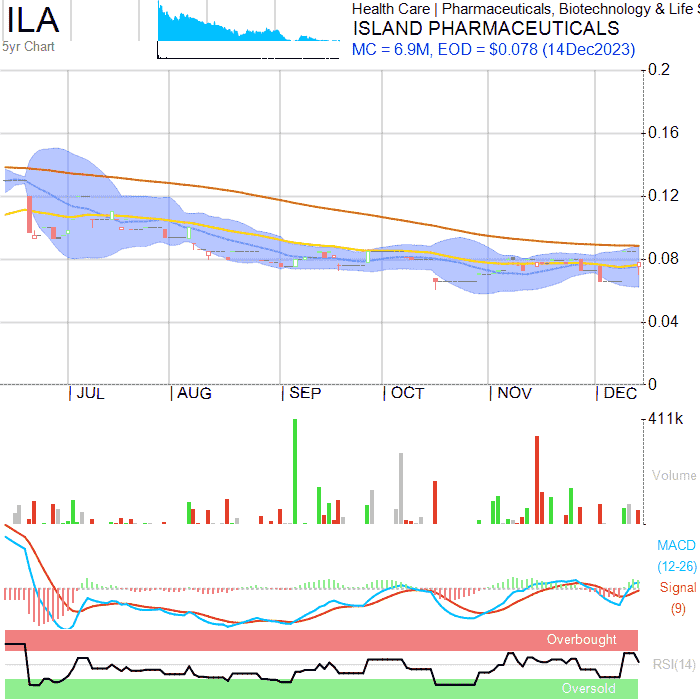 ILA
5yr Chart
Health Care | Pharmaceuticals, Biotechnology & Life S
ISLAND PHARMACEUTICALS
MC = 6.9M, EOD = $0.078 (14Dec2023)
0.2
0.16
0.12
0.08
0.04
0
JUL AUG SEP OCT NOV DEC
411k
Volume
MACD
(12-26)
Signal
(9)
Overbought
RSI(14)
Oversold